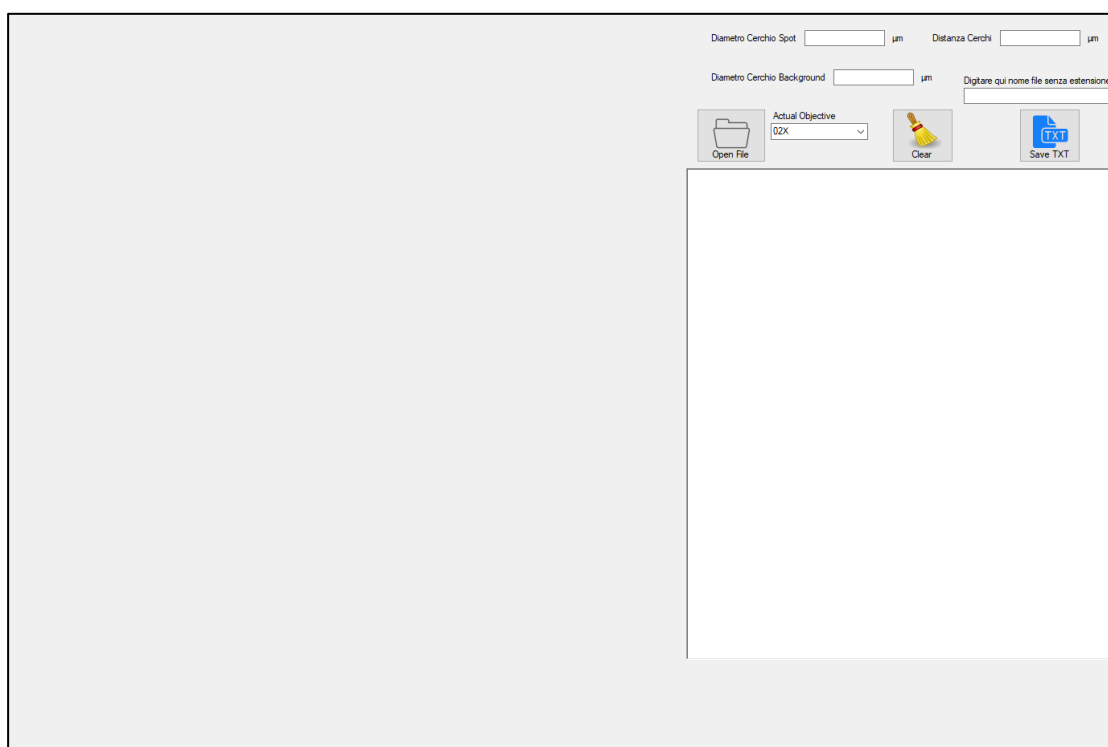 Diametro Cerchio Spot μm Distanza Cerchi μm
Diametro Cerchio Background μm Digitare qui nome file senza estensione
Actual Objective
02X
TXT
Open File Clear Save TXT